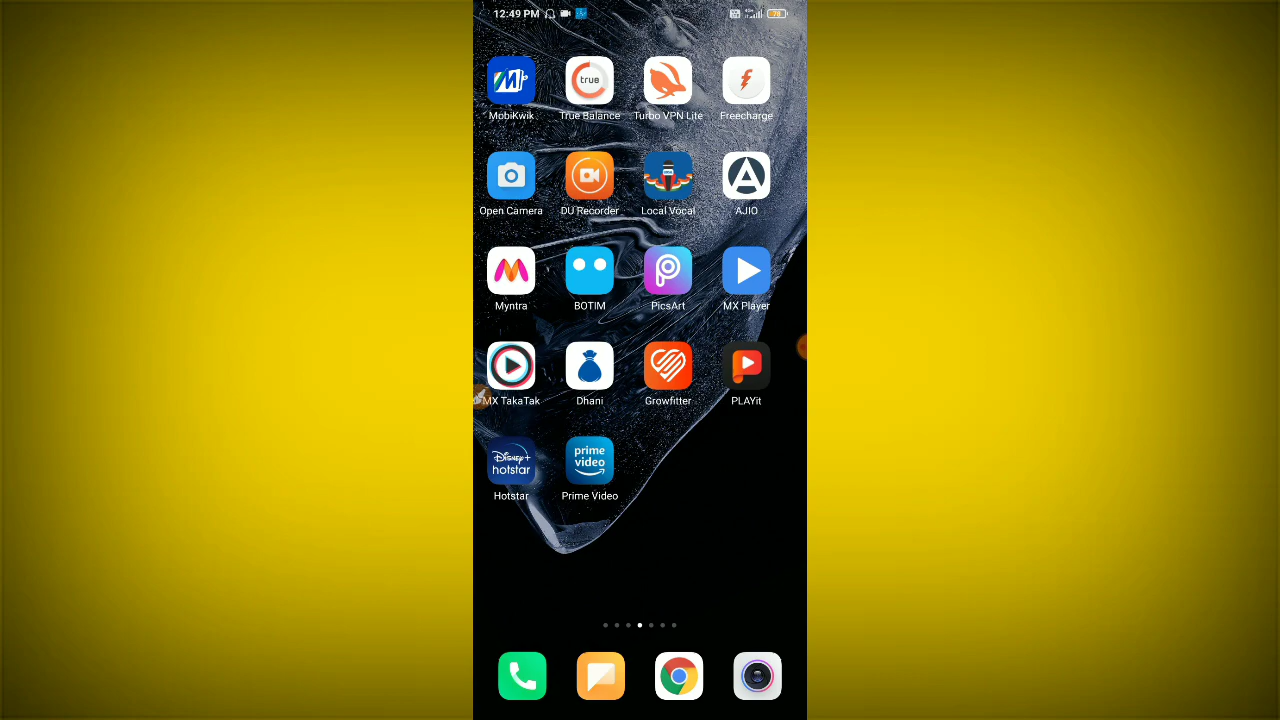 12:49 PM
78
true
MobiKwik True Balance Turbo VPN Lite Freecharge
Open Camera DU Recorder Local Vocal AJIO
Myntra BOTIM PicsArt MX Player
MX TakaTak Dhani Growfitter PLAYit
Disney+ hotstar
prime video
Hotstar Prime Video